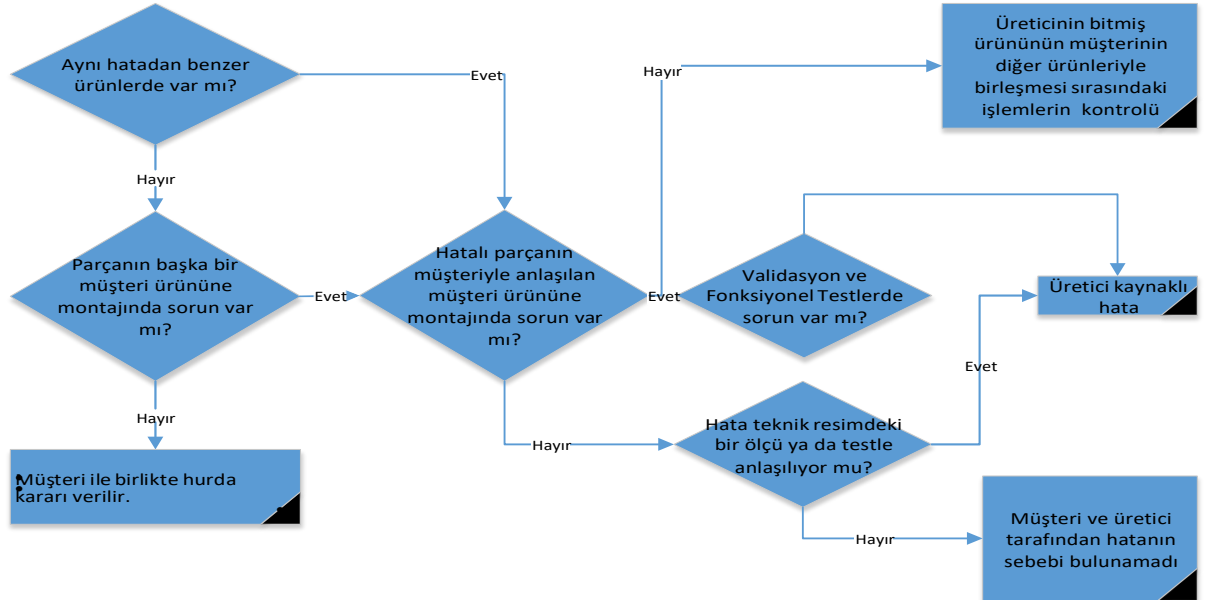 Aynı hatadan benzer
ürünlerde var mı?
Evet
Hayır
Üreticinin bitmiş
ürününün müşterinin
diğer ürünleriyle
birleşmesi sırasındaki
işlemlerin kontrolü
Hayır
Parçanın başka bir
müşteri ürününe
montajında sorun var
mı?
Evet
Hatalı parçanın
müşteriyle anlaşılan
müşteri ürününe
montajında sorun var
mı?
Evet
Validasyon ve
Fonksiyonel Testlerde
sorun var mı?
Üretici kaynaklı
hata
Evet
Hayır
Müşteri ile birlikte hurda
kararı verilir.
Hayır
Hata teknik resimdeki
bir ölçü ya da testle
anlaşılıyor mu?
Hayır
Müşteri ve üretici
tarafından hatanın
sebebi bulunamadı